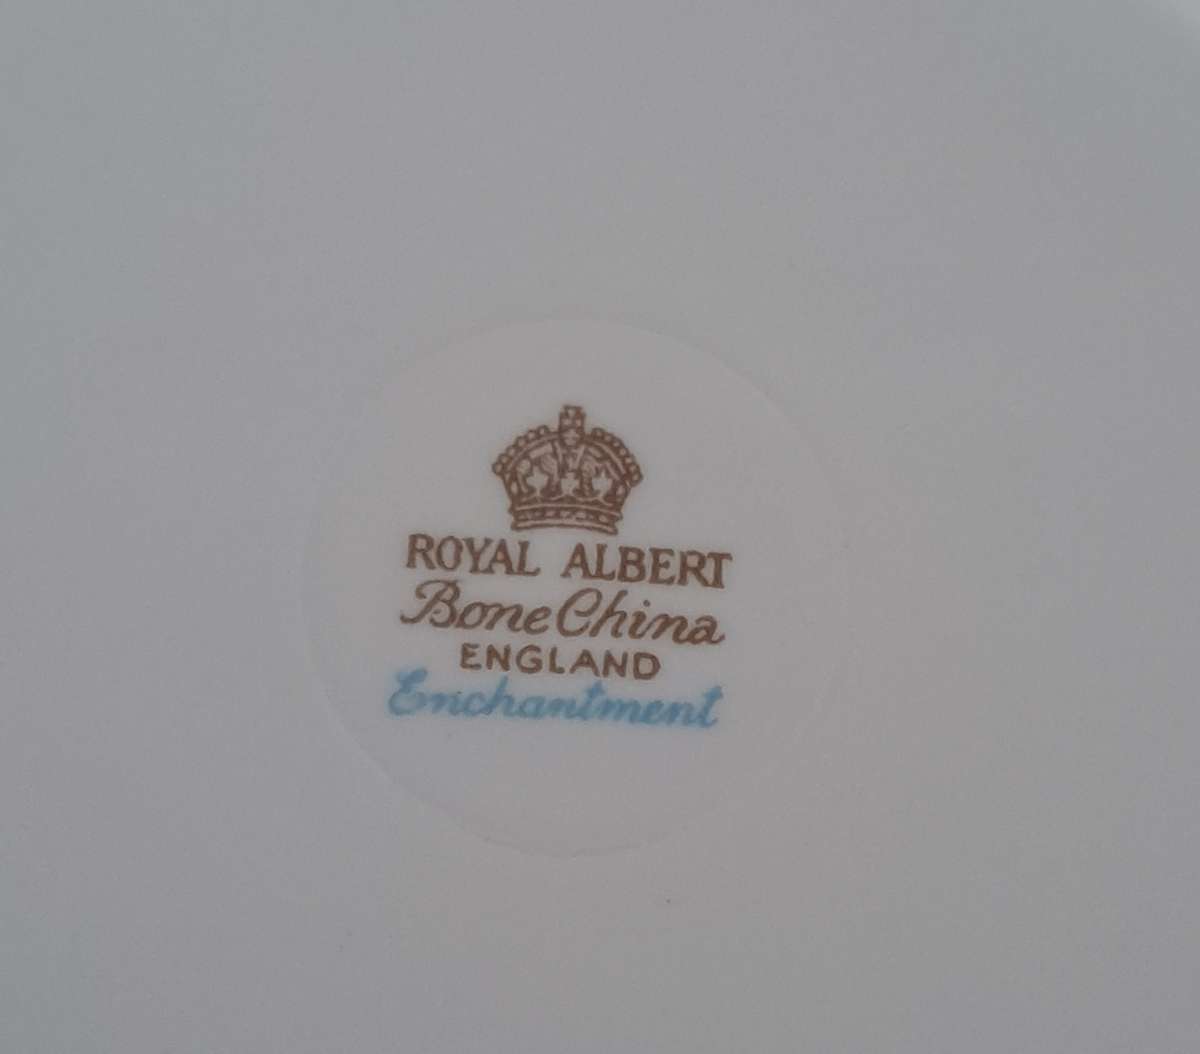 ROYAL ALBERT
Bone China
ENGLAND
Enchantment